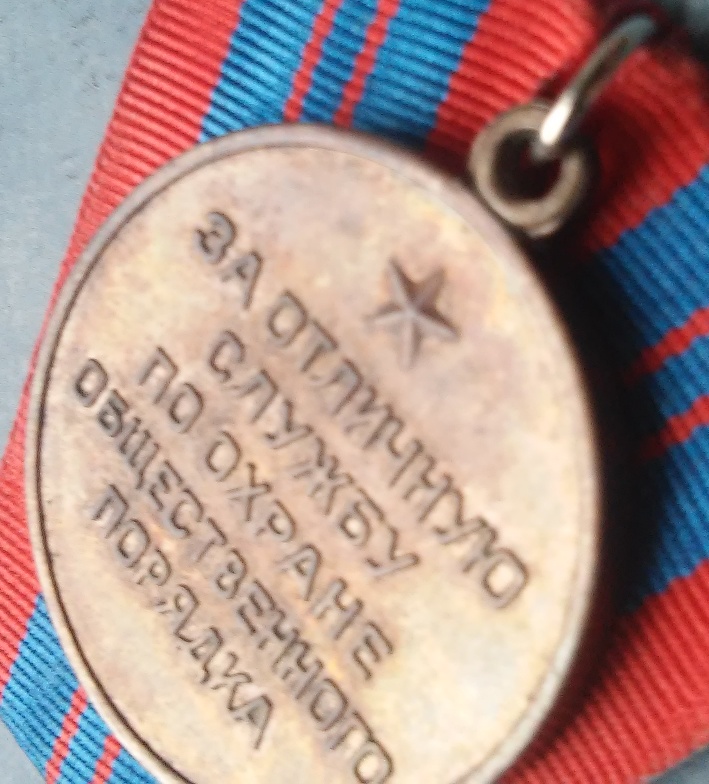 ЗА ОТЛИЧНУЮ
СЛУЖБУ
ПО ОХРАНЕ
ОБЩЕСТВЕННОГО
ПОРЯДКА